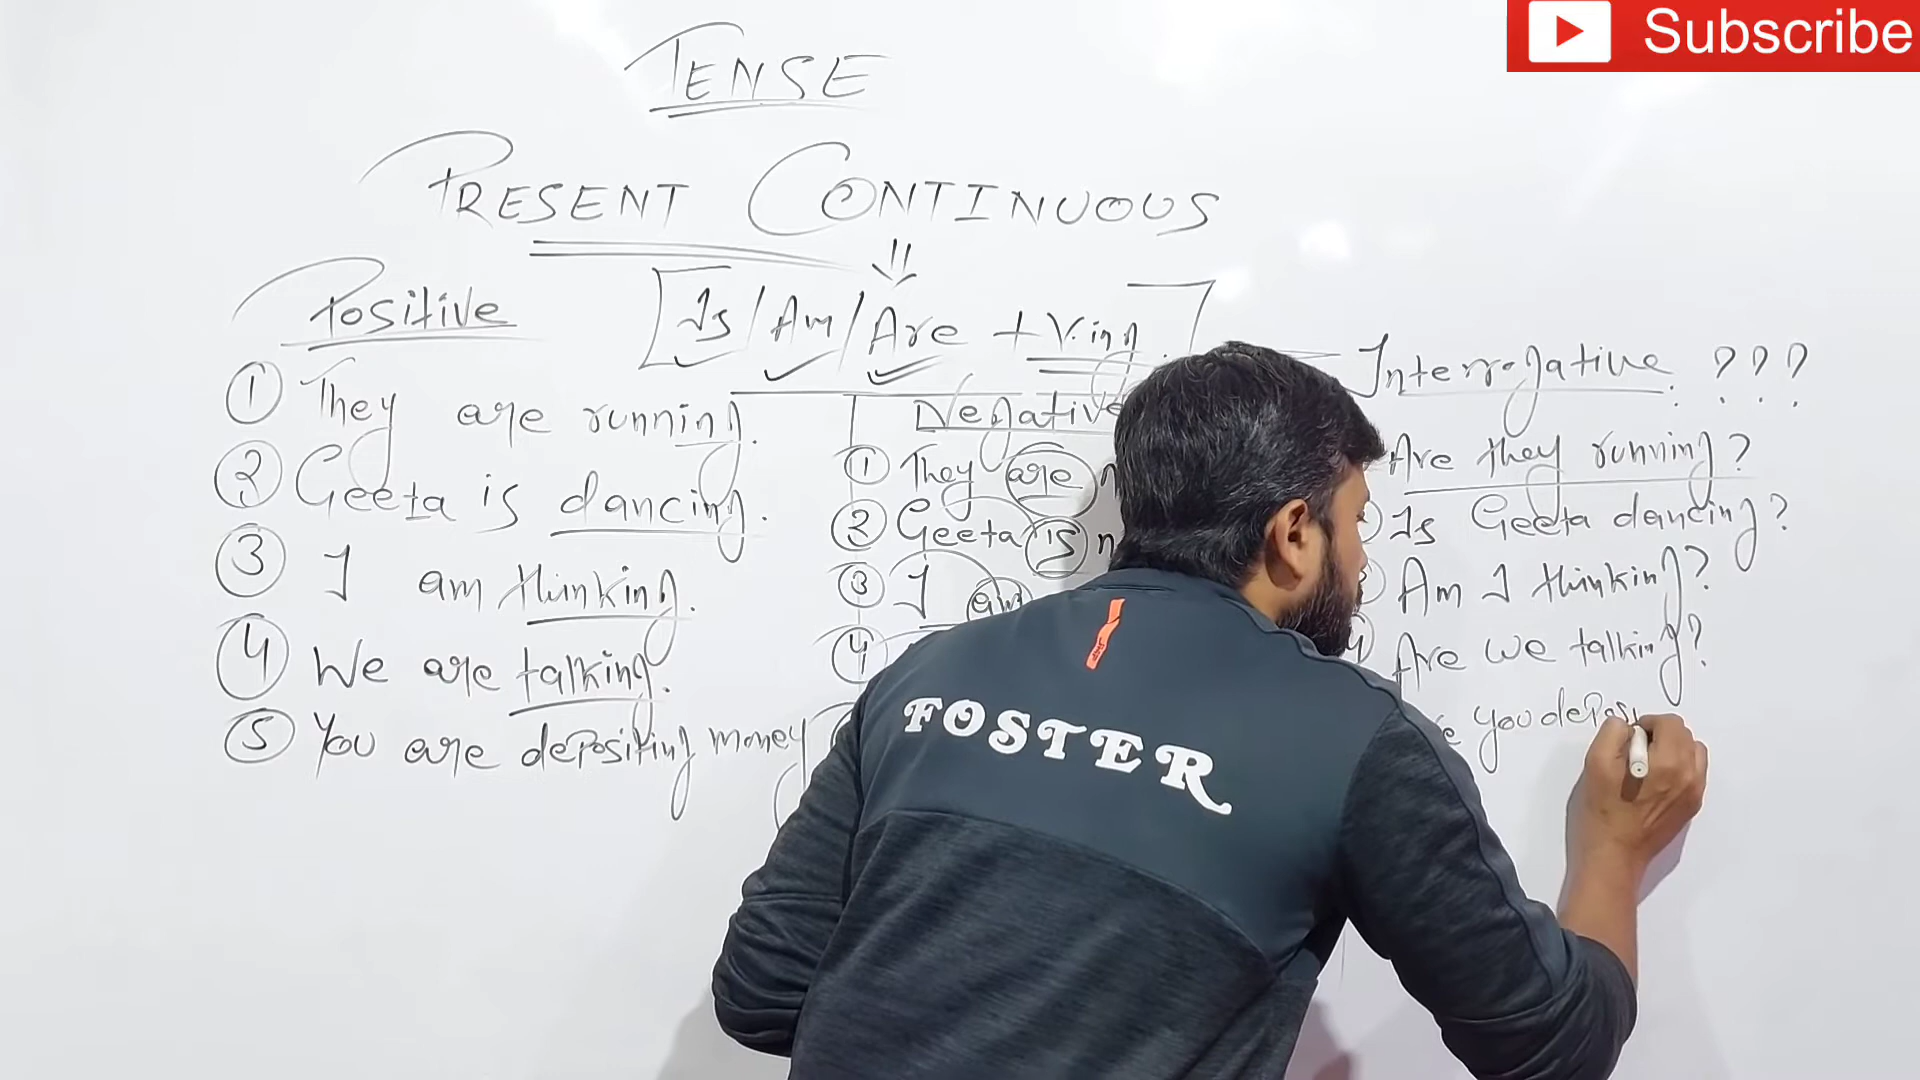 Subscribe
TENSE
PRESENT CONTINUOUS
Is / Am / Are + V.ing
Positive
① They are running.
② Geeta is dancing.
③ I am thinking.
④ We are talking.
⑤ You are depositing money
Negative
① They are
② Geeta is
③ I am
④
Interrogative ???
Are they running?
Is Geeta dancing?
Am I thinking?
Are we talking?
you
FOSTER